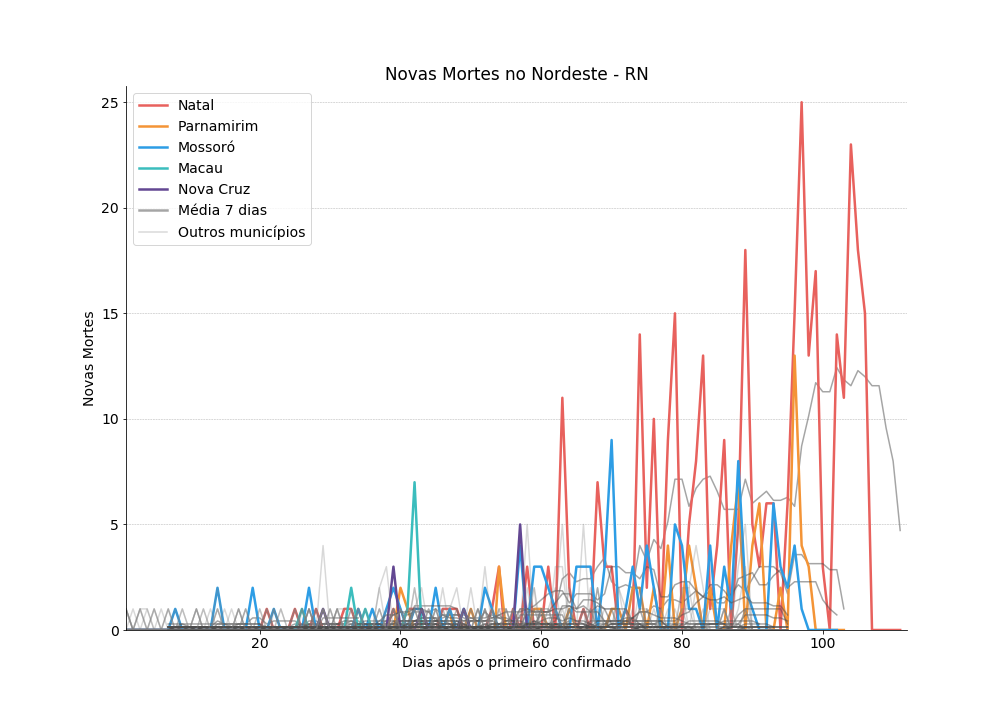 Novas Mortes no Nordeste - RN
Natal
Parnamirim
Mossoró
Macau
Nova Cruz
Média 7 dias
Outros municípios
25
20
15
10
5
0
Novas Mortes
20 40 60 80 100
Dias após o primeiro confirmado